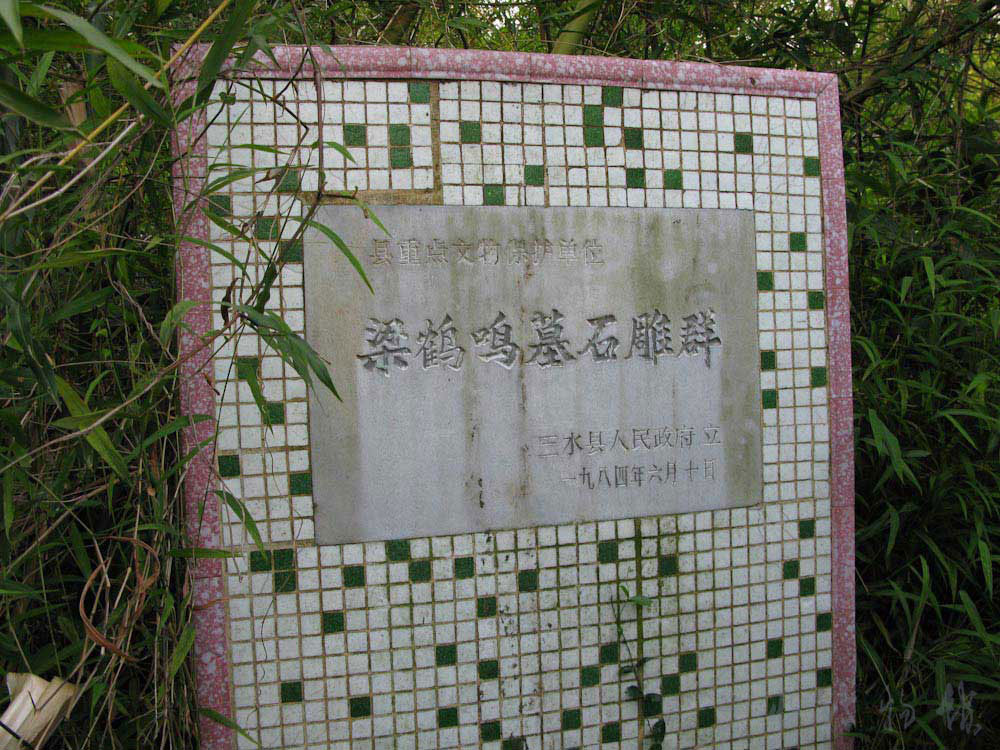 县重点文物保护单位
梁鹤鸣墓石雕群
三水县人民政府 立
一九八四年六月十日